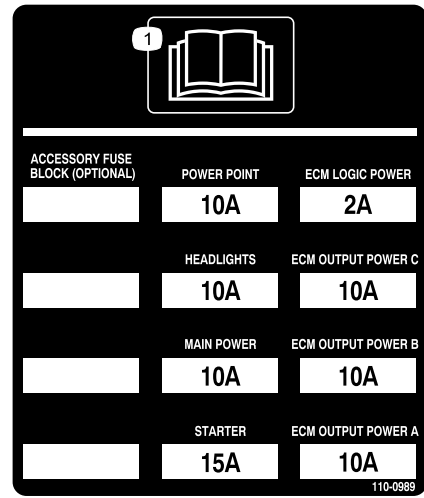 1
ACCESSORY FUSE
BLOCK (OPTIONAL)
POWER POINT
ECM LOGIC POWER
10A
2A
HEADLIGHTS
ECM OUTPUT POWER C
10A
10A
MAIN POWER
ECM OUTPUT POWER B
10A
10A
STARTER
ECM OUTPUT POWER A
15A
10A
110-0989